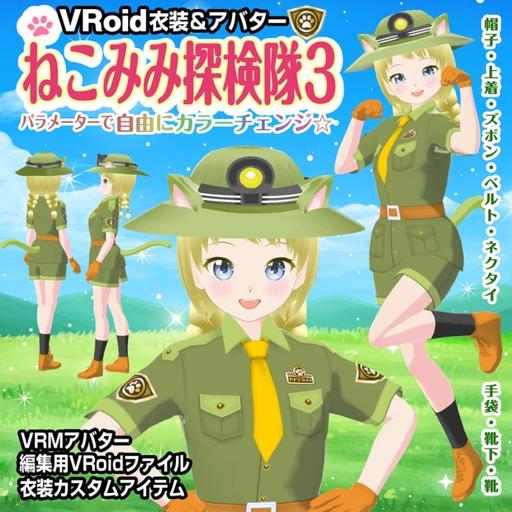 VRoid衣装&アバター
ねこみみ探検隊3
パラメーターで自由にカラーチェンジ☆
帽子・上着・ズボン・ベルト・ネクタイ
手袋・靴下・靴
NYAN
VRMアバター
編集用VRoidファイル
衣装カスタムアイテム